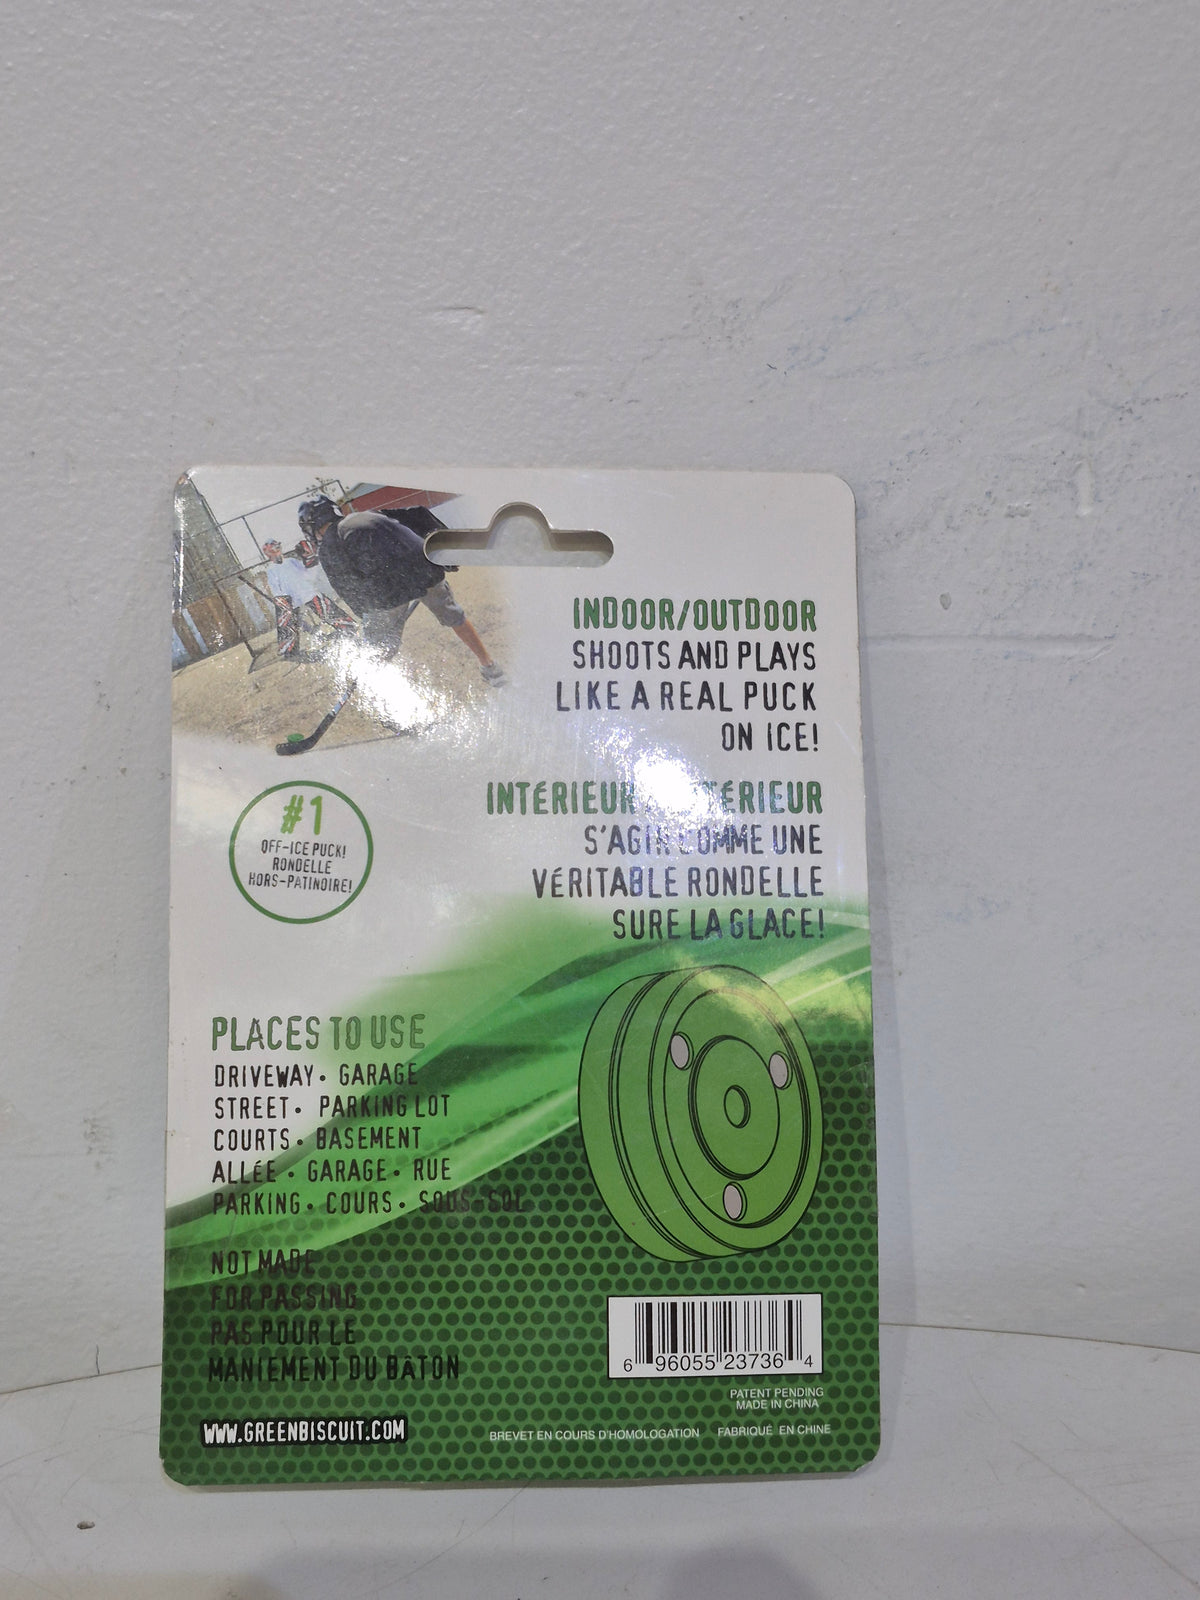 INDOOR/OUTDOOR
SHOOTS AND PLAYS
LIKE A REAL PUCK
ON ICE!
INTÉRIEUR
S'AGIR COMME UNE
VÉRITABLE RONDELLE
SURE LA GLACE!
#1
OFF-ICE PUCK!
RONDELLE
HORS-PATINOIRE!
PLACES TO USE
DRIVEWAY • GARAGE
STREET • PARKING LOT
COURTS • BASEMENT
ALLÉE • GARAGE • RUE
PARKING • COURS • SOUS-SOL
NOT MADE
FOR PASSING
PAS POUR LE
MANIEMENT DU BÂTON
WWW.GREENBISCUIT.COM
6 96055 23736 4
PATENT PENDING
MADE IN CHINA
BREVET EN COURS D'HOMOLOGATION FABRIQUÉ EN CHINE